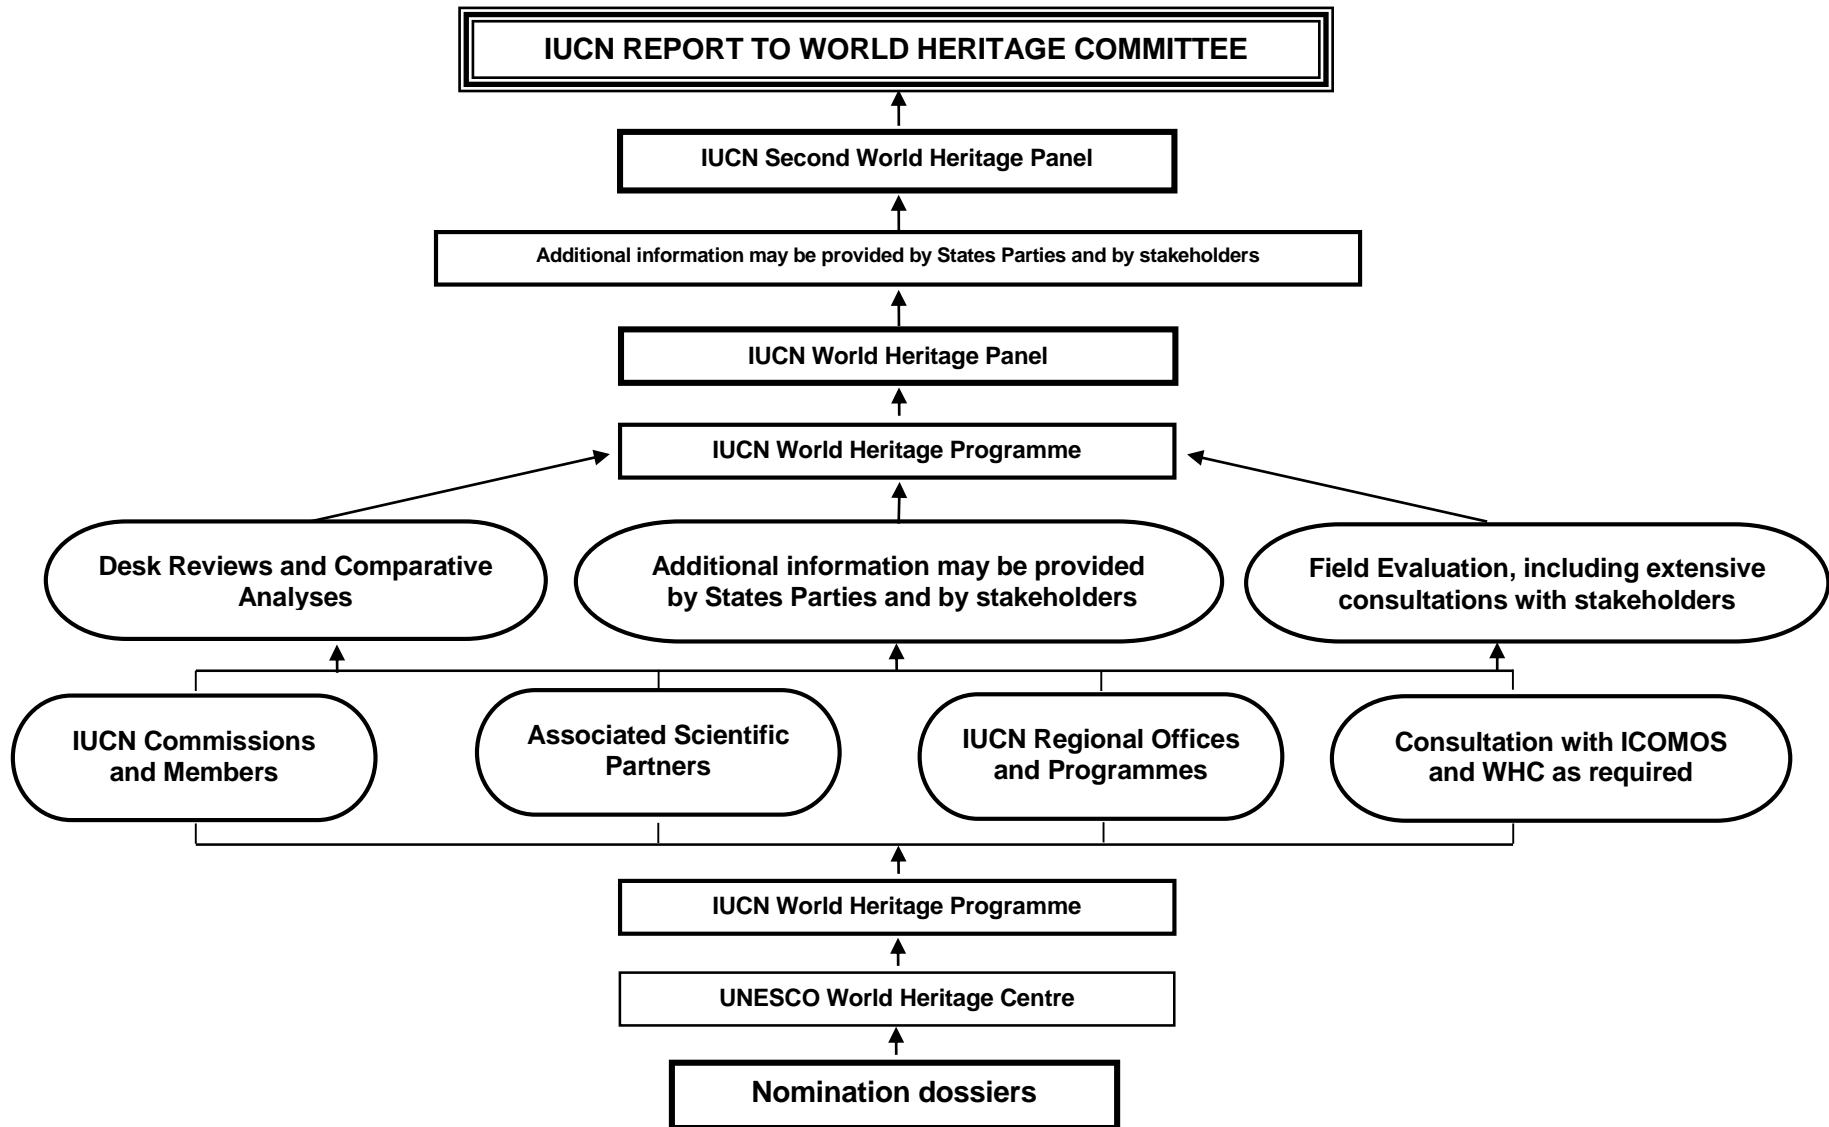 IUCN REPORT TO WORLD HERITAGE COMMITTEE
IUCN Second World Heritage Panel
Additional information may be provided by States Parties and by stakeholders
IUCN World Heritage Panel
IUCN World Heritage Programme
Desk Reviews and Comparative
Analyses
Additional information may be provided
by States Parties and by stakeholders
Field Evaluation, including extensive
consultations with stakeholders
IUCN Commissions
and Members
Associated Scientific
Partners
IUCN Regional Offices
and Programmes
Consultation with ICOMOS
and WHC as required
IUCN World Heritage Programme
UNESCO World Heritage Centre
Nomination dossiers